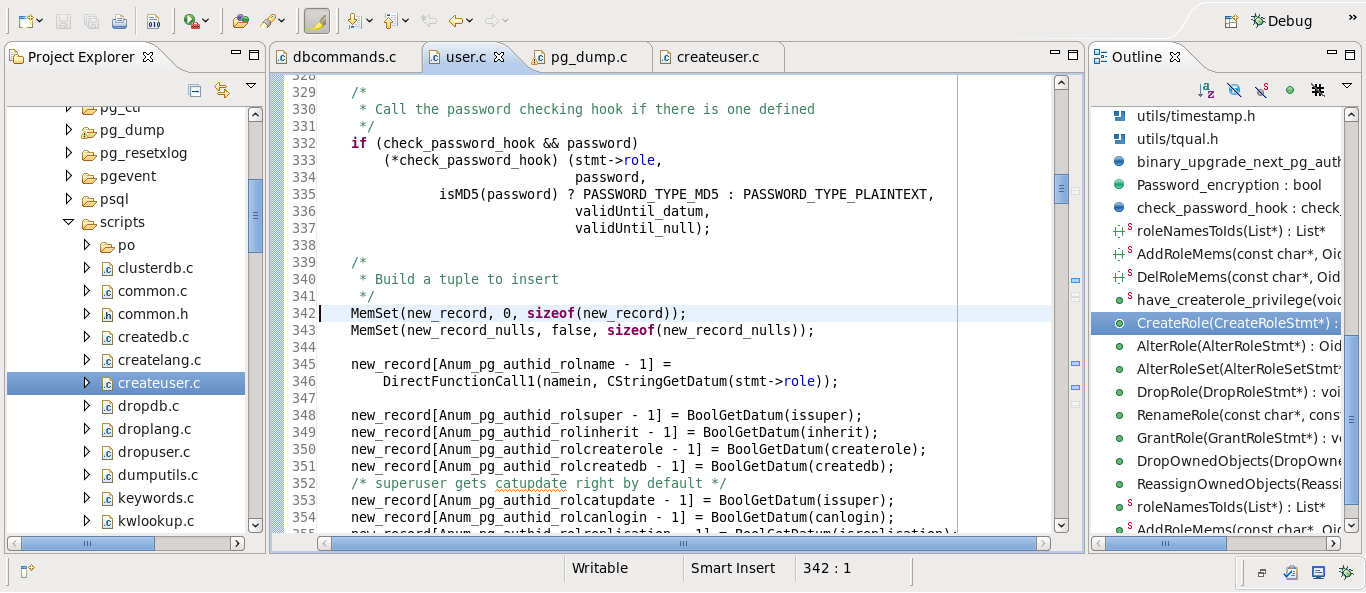 Debug
»
Project Explorer
pg_ctl
pg_dump
pg_resetxlog
pgevent
psql
scripts
po
clusterdb.c
common.c
common.h
createdb.c
createlang.c
createuser.c
dropdb.c
droplang.c
dropuser.c
dumputils.c
keywords.c
kwlookup.c
dbcommands.c
user.c
pg_dump.c
createuser.c
328
329 /*
330 * Call the password checking hook if there is one defined
331 */
332 if (check_password_hook && password)
333 (*check_password_hook) (stmt->role,
334 password,
335 isMD5(password) ? PASSWORD_TYPE_MD5 : PASSWORD_TYPE_PLAINTEXT,
336 validUntil_datum,
337 validUntil_null);
338
339 /*
340 * Build a tuple to insert
341 */
342 MemSet(new_record, 0, sizeof(new_record));
343 MemSet(new_record_nulls, false, sizeof(new_record_nulls));
344
345 new_record[Anum_pg_authid_rolname - 1] =
346 DirectFunctionCall1(namein, CStringGetDatum(stmt->role));
347
348 new_record[Anum_pg_authid_rolsuper - 1] = BoolGetDatum(issuper);
349 new_record[Anum_pg_authid_rolinherit - 1] = BoolGetDatum(inherit);
350 new_record[Anum_pg_authid_rolcreaterole - 1] = BoolGetDatum(createrole);
351 new_record[Anum_pg_authid_rolcreatedb - 1] = BoolGetDatum(createdb);
352 /* superuser gets catupdate right by default */
353 new_record[Anum_pg_authid_rolcatupdate - 1] = BoolGetDatum(issuper);
354 new_record[Anum_pg_authid_rolcanlogin - 1] = BoolGetDatum(canlogin);
355 new_record[Anum_pg_authid_rolreplication - 1] = BoolGetDatum(isreplication);
Outline
utils/timestamp.h
utils/tqual.h
binary_upgrade_next_pg_auth
Password_encryption : bool
check_password_hook : check_
roleNamesToIds(List*) : List*
AddRoleMems(const char*, Oid
DelRoleMems(const char*, Oid
have_createrole_privilege(void
CreateRole(CreateRoleStmt*) :
AlterRole(AlterRoleStmt*) : Oid
AlterRoleSet(AlterRoleSetStmt
DropRole(DropRoleStmt*) : voi
RenameRole(const char*, cons
GrantRole(GrantRoleStmt*) : vo
DropOwnedObjects(DropOwne
ReassignOwnedObjects(Reassi
roleNamesToIds(List*) : List*
AddRoleMems(const char*, Oid
Writable
Smart Insert
342 : 1